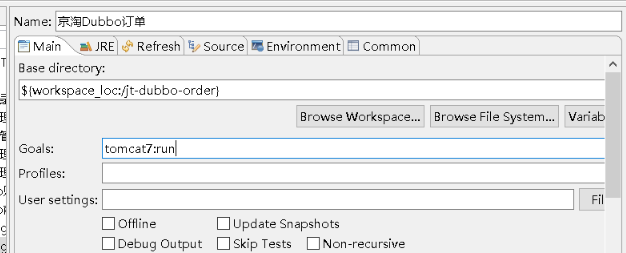 Name: 京淘Dubbo订单
Main JRE Refresh Source Environment Common
Base directory:
${workspace_loc:/jt-dubbo-order}
Browse Workspace... Browse File System...
Goals: tomcat7:run
Profiles:
User settings:
Offline Update Snapshots
Debug Output Skip Tests Non-recursive